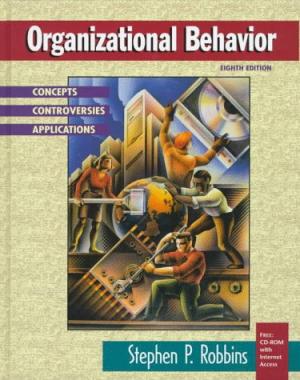 Organizational Behavior
EIGHTH EDITION
CONCEPTS
CONTROVERSIES
APPLICATIONS
Stephen P. Robbins
FREE:
CD-ROM
with
Internet
Access